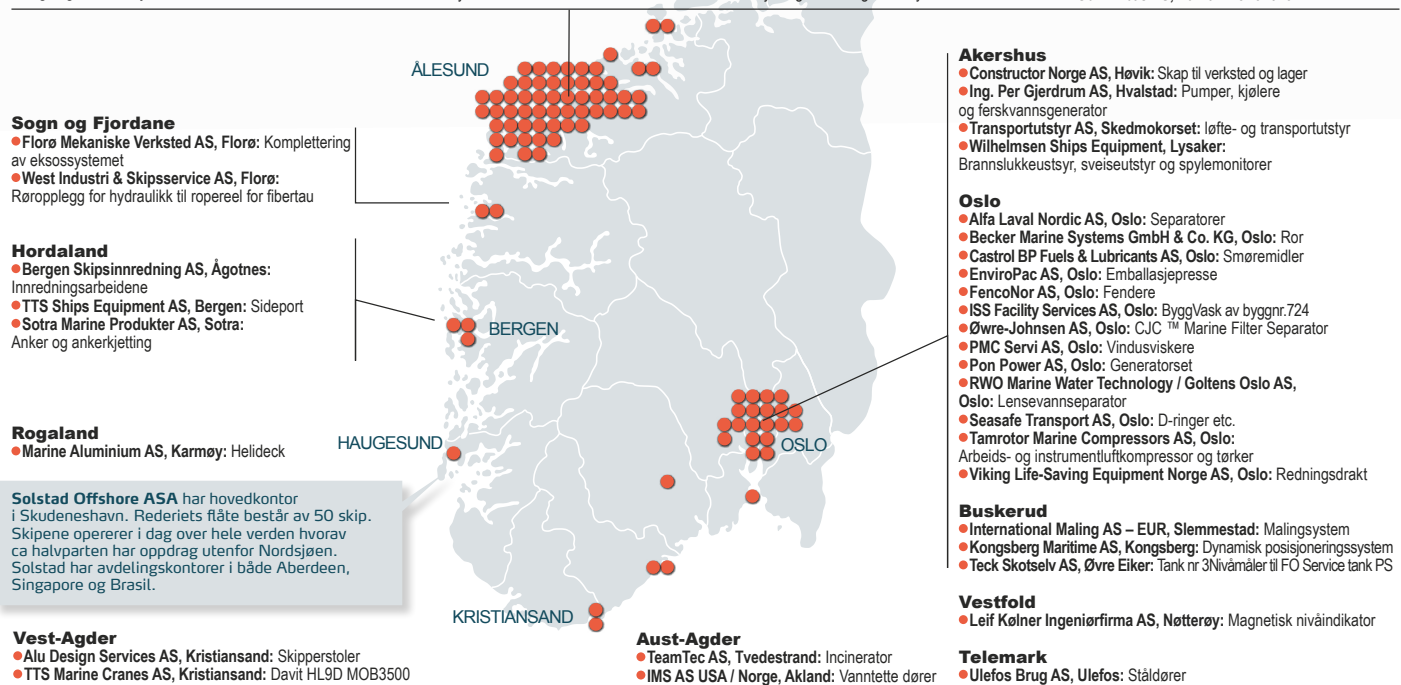 ÅLESUND
Sogn og Fjordane
Florø Mekaniske Verksted AS, Florø: Komplettering
av eksossystemet
West Industri & Skipsservice AS, Florø:
Røropplegg for hydraulikk til ropereel for fibertau
Hordaland
Bergen Skipsinnredning AS, Ågotnes:
Innredningsarbeidene
TTS Ships Equipment AS, Bergen: Sideport
Sotra Marine Produkter AS, Sotra:
Anker og ankerkjetting
BERGEN
Rogaland
Marine Aluminium AS, Karmøy: Helideck
HAUGESUND
OSLO
Solstad Offshore ASA har hovedkontor
i Skudeneshavn. Rederiets flåte består av 50 skip.
Skipene opererer i dag over hele verden hvorav
ca halvparten har oppdrag utenfor Nordsjøen.
Solstad har avdelingskontorer i både Aberdeen,
Singapore og Brasil.
KRISTIANSAND
Vest-Agder
Alu Design Services AS, Kristiansand: Skipperstoler
TTS Marine Cranes AS, Kristiansand: Davit HL9D MOB3500
Aust-Agder
TeamTec AS, Tvedestrand: Incinerator
IMS AS USA / Norge, Akland: Vanntette dører
Akershus
Constructor Norge AS, Høvik: Skap til verksted og lager
Ing. Per Gjerdrum AS, Hvalstad: Pumper, kjølere
og ferskvannsgenerator
Transportutstyr AS, Skedmokorset: løfte- og transportutstyr
Wilhelmsen Ships Equipment, Lysaker:
Brannslukkeustsyr, sveiseutstyr og spylemonitorer
Oslo
Alfa Laval Nordic AS, Oslo: Separatorer
Becker Marine Systems GmbH & Co. KG, Oslo: Ror
Castrol BP Fuels & Lubricants AS, Oslo: Smøremidler
EnviroPac AS, Oslo: Emballasjepresse
FencoNor AS, Oslo: Fendere
ISS Facility Services AS, Oslo: ByggVask av byggnr.724
Øwre-Johnsen AS, Oslo: CJC ™ Marine Filter Separator
PMC Servi AS, Oslo: Vindusviskere
Pon Power AS, Oslo: Generatorset
RWO Marine Water Technology / Goltens Oslo AS,
Oslo: Lensevannseparator
Seasafe Transport AS, Oslo: D-ringer etc.
Tamrotor Marine Compressors AS, Oslo:
Arbeids- og instrumentluftkompressor og tørker
Viking Life-Saving Equipment Norge AS, Oslo: Redningsdrakt
Buskerud
International Maling AS – EUR, Slemmestad: Malingsystem
Kongsberg Maritime AS, Kongsberg: Dynamisk posisjoneringssystem
Teck Skotselv AS, Øvre Eiker: Tank nr 3Nivåmåler til FO Service tank PS
Vestfold
Leif Kølner Ingeniørfirma AS, Nøtterøy: Magnetisk nivåindikator
Telemark
Ulefos Brug AS, Ulefos: Ståldører